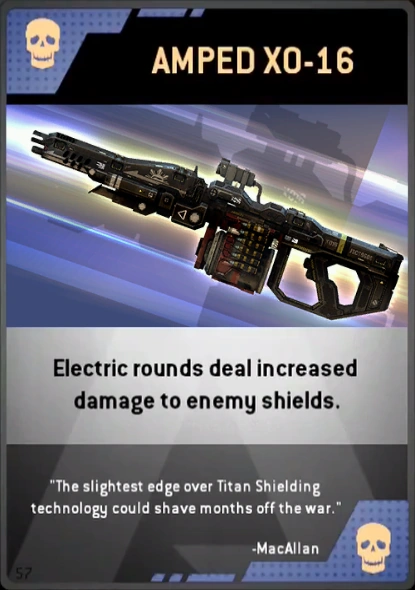 AMPED XO-16
Electric rounds deal increased
damage to enemy shields.
"The slightest edge over Titan Shielding
technology could shave months off the war."
-MacAllan
57